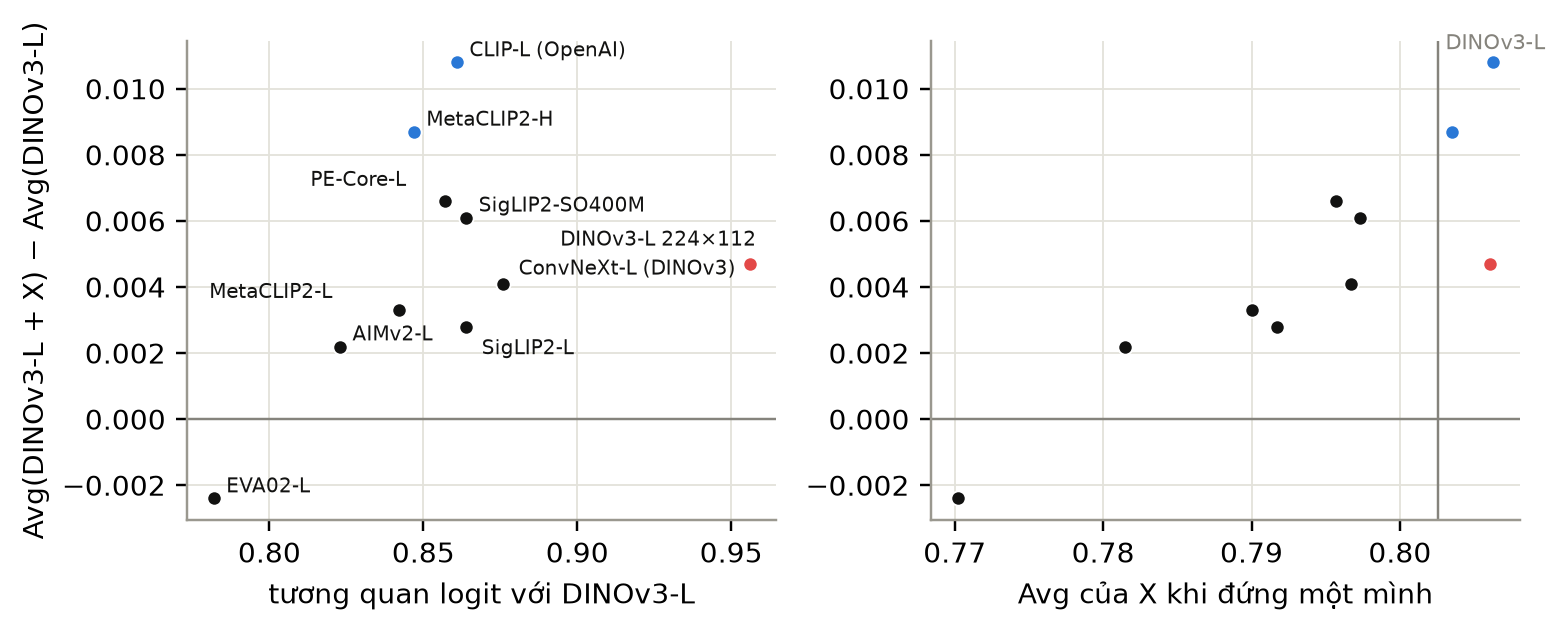 Avg(DINOv3-L + X) − Avg(DINOv3-L)
0.010
0.008
0.006
0.004
0.002
0.000
−0.002
CLIP-L (OpenAI)
MetaCLIP2-H
PE-Core-L
SigLIP2-SO400M
DINOv3-L 224×112
ConvNeXt-L (DINOv3)
MetaCLIP2-L
AIMv2-L
SigLIP2-L
EVA02-L
0.80 0.85 0.90 0.95
tương quan logit với DINOv3-L
DINOv3-L
0.010
0.008
0.006
0.004
0.002
0.000
−0.002
0.77 0.78 0.79 0.80
Avg của X khi đứng một mình